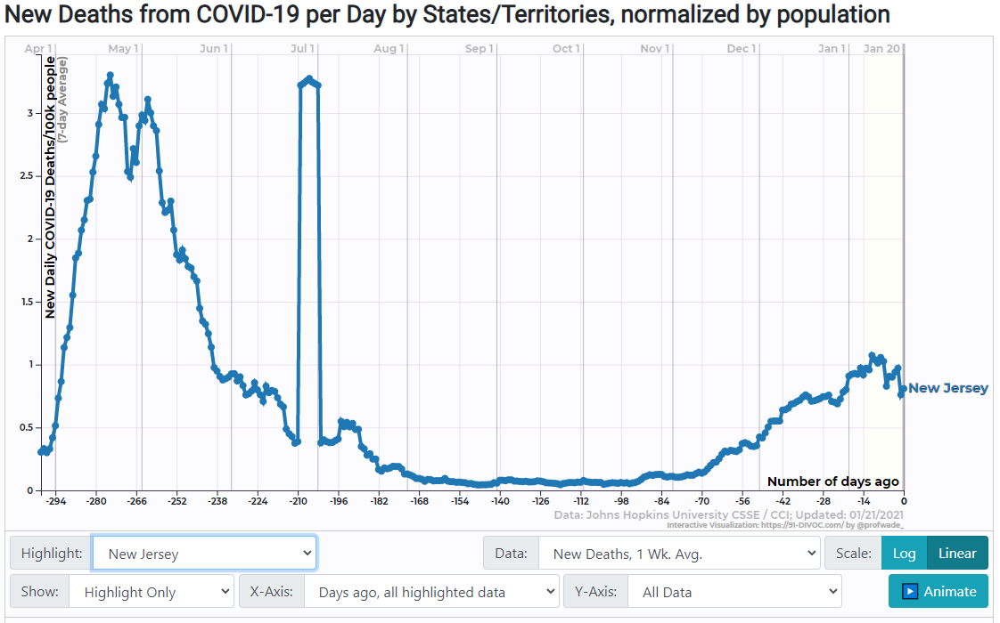 New Deaths from COVID-19 per Day by States/Territories, normalized by population
Apr 1 May 1 Jun 1 Jul 1 Aug 1 Sep 1 Oct 1 Nov 1 Dec 1 Jan 1 Jan 20
New Daily COVID-19 Deaths/100k people
(7-day Average)
3
2.5
2
1.5
1
0.5
0
New Jersey
Number of days ago
-294 -280 -266 -252 -238 -224 -210 -196 -182 -168 -154 -140 -126 -112 -98 -84 -70 -56 -42 -28 -14 0
Data: Johns Hopkins University CSSE / CCI; Updated: 01/21/2021
Interactive Visualization: https://91-DIVOC.com/ by @profwade_
Highlight: New Jersey Data: New Deaths, 1 Wk. Avg. Scale: Log Linear
Show: Highlight Only X-Axis: Days ago, all highlighted data Y-Axis: All Data Animate